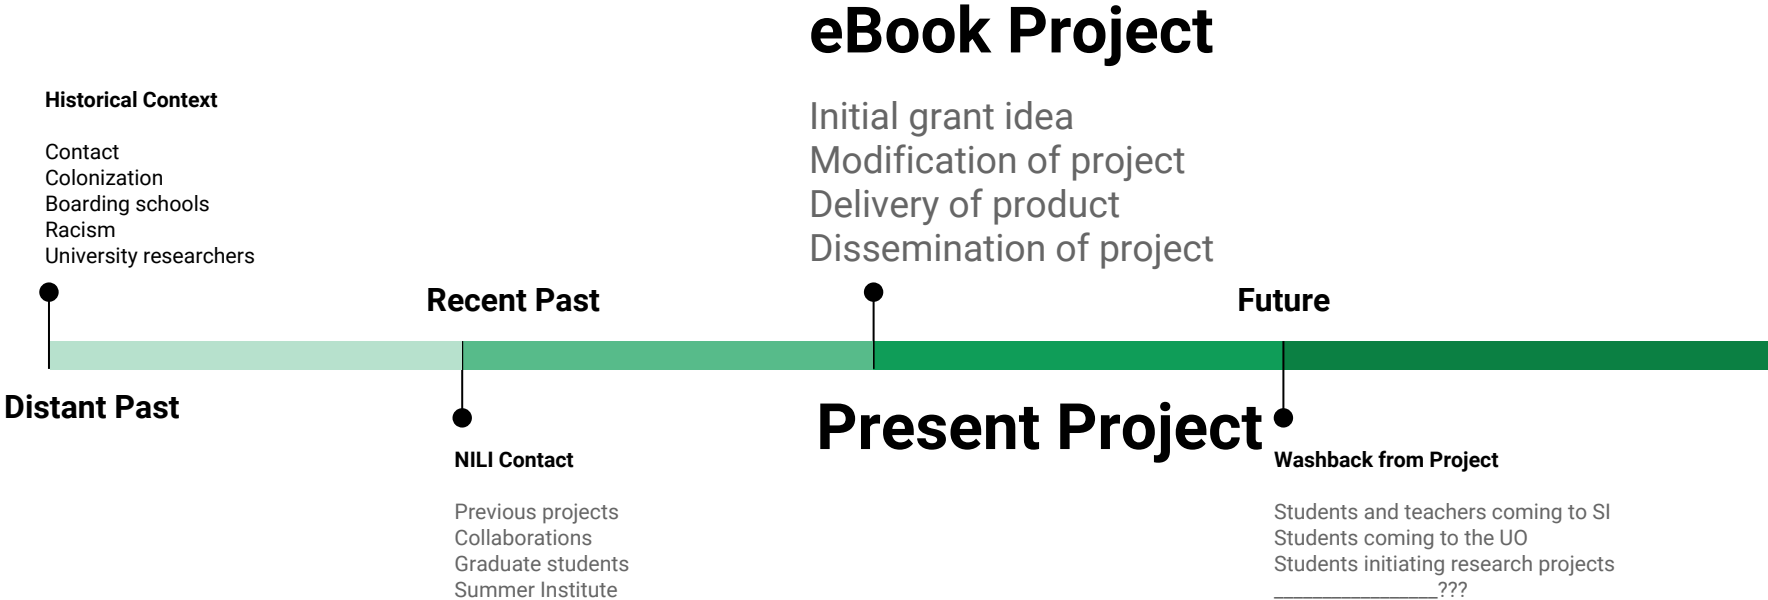 eBook Project
Historical Context
Contact
Colonization
Boarding schools
Racism
University researchers
Initial grant idea
Modification of project
Delivery of product
Dissemination of project
Recent Past
Future
Distant Past
Present Project
NILI Contact
Previous projects
Collaborations
Graduate students
Summer Institute
Washback from Project
Students and teachers coming to SI
Students coming to the UO
Students initiating research projects
_________________???